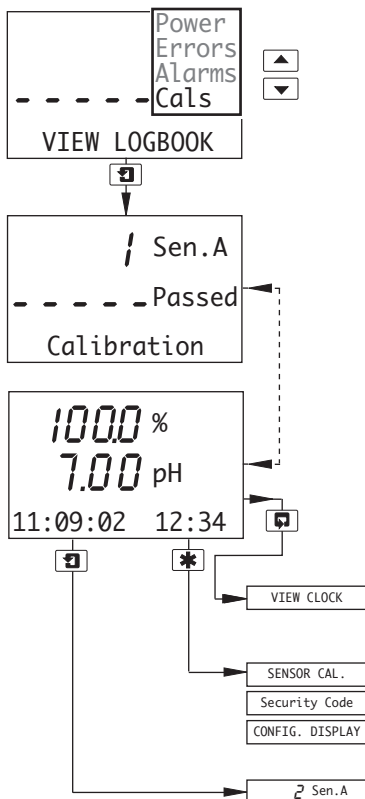 Power
Errors
Alarms
- - - - - Cals
VIEW LOGBOOK
1 Sen.A
- - - - - Passed
Calibration
100.0 %
7.00 pH
11:09:02 12:34
VIEW CLOCK
SENSOR CAL.
Security Code
CONFIG. DISPLAY
2 Sen.A